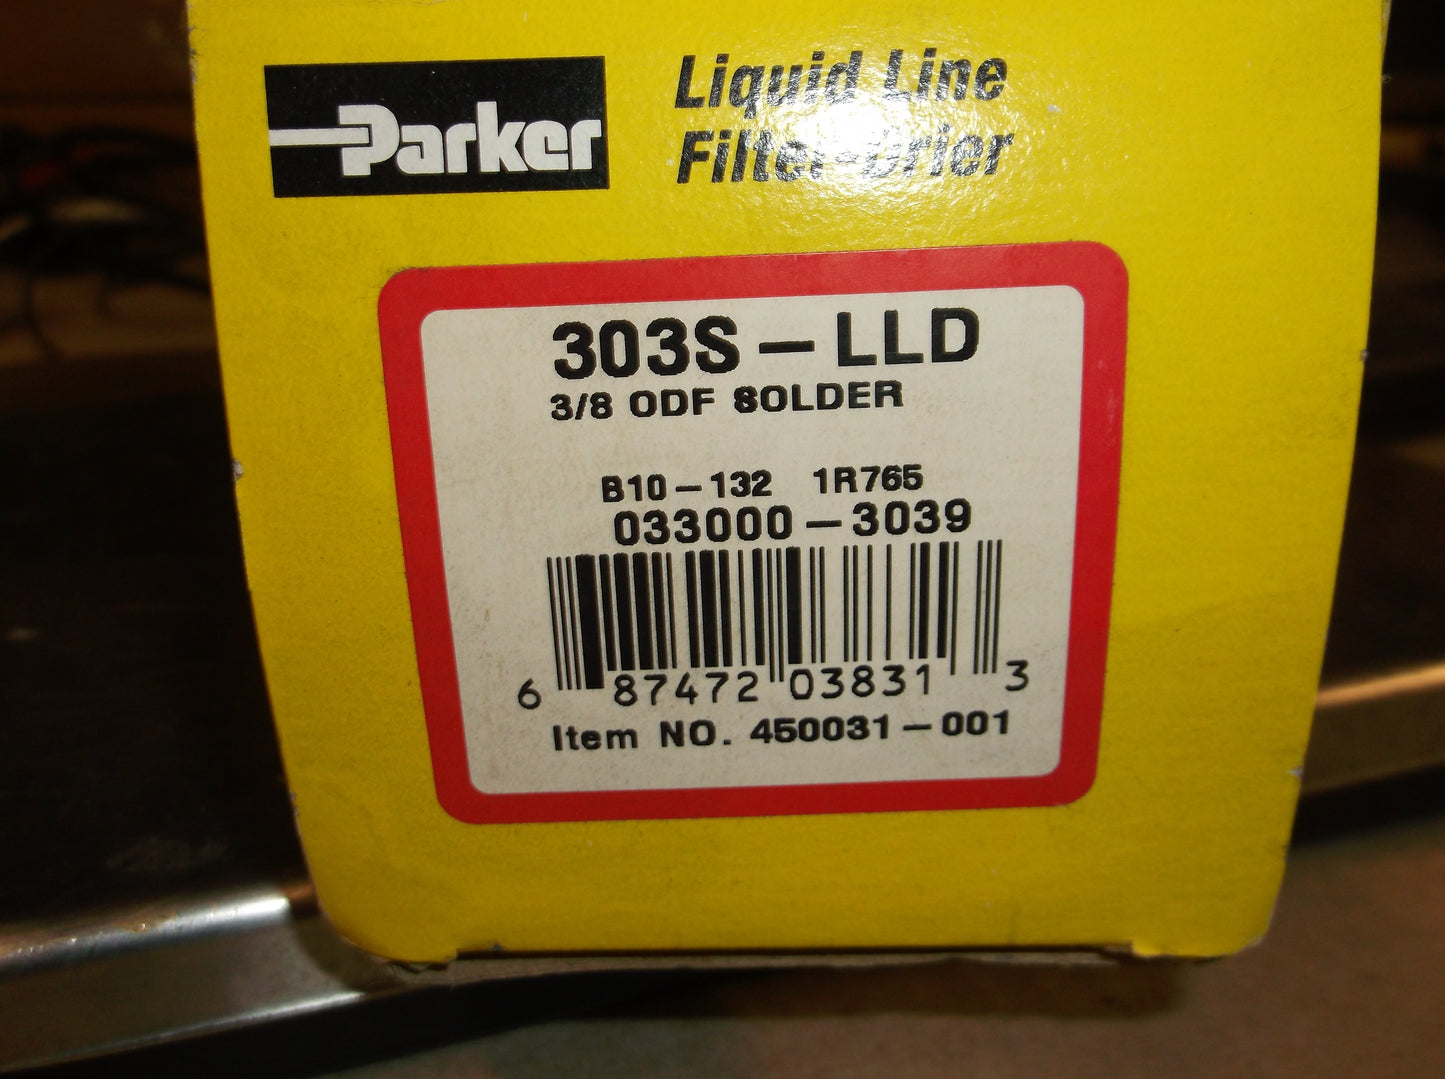 Parker
Liquid Line
Filter-Drier
303S-LLD
3/8 ODF SOLDER
B10-132 1R765
033000-3039
6 87472 03831 3
Item NO. 450031-001